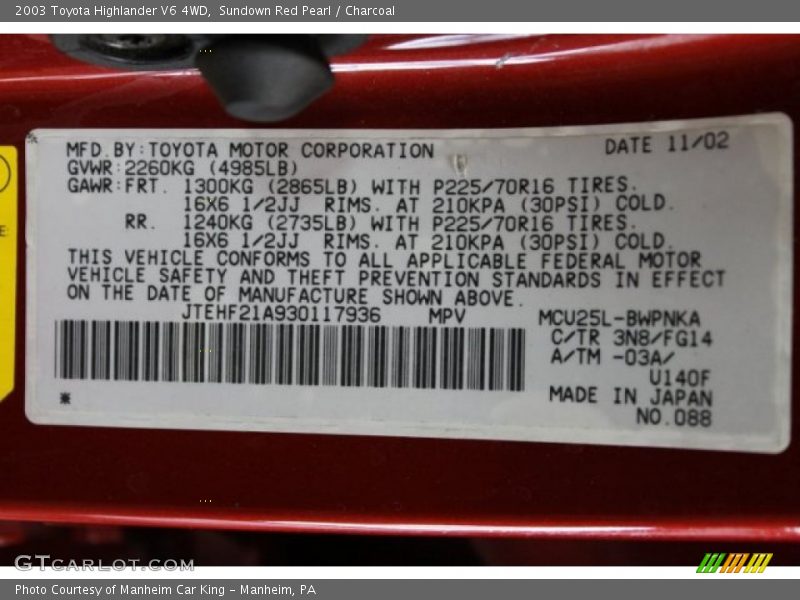 2003 Toyota Highlander V6 4WD, Sundown Red Pearl / Charcoal
MFD.BY:TOYOTA MOTOR CORPORATION DATE 11/02
GVWR:2260KG (4985LB)
GAWR:FRT. 1300KG (2865LB) WITH P225/70R16 TIRES.
16X6 1/2JJ RIMS. AT 210KPA (30PSI) COLD.
RR. 1240KG (2735LB) WITH P225/70R16 TIRES.
16X6 1/2JJ RIMS. AT 210KPA (30PSI) COLD.
THIS VEHICLE CONFORMS TO ALL APPLICABLE FEDERAL MOTOR
VEHICLE SAFETY AND THEFT PREVENTION STANDARDS IN EFFECT
ON THE DATE OF MANUFACTURE SHOWN ABOVE.
JTEHF21A930117936 MPV MCU25L-BWPNKA
C/TR 3N8/FG14
A/TM -03A/
U140F
MADE IN JAPAN
NO.088
E
GTCARLOT.COM
Photo Courtesy of Manheim Car King - Manheim, PA